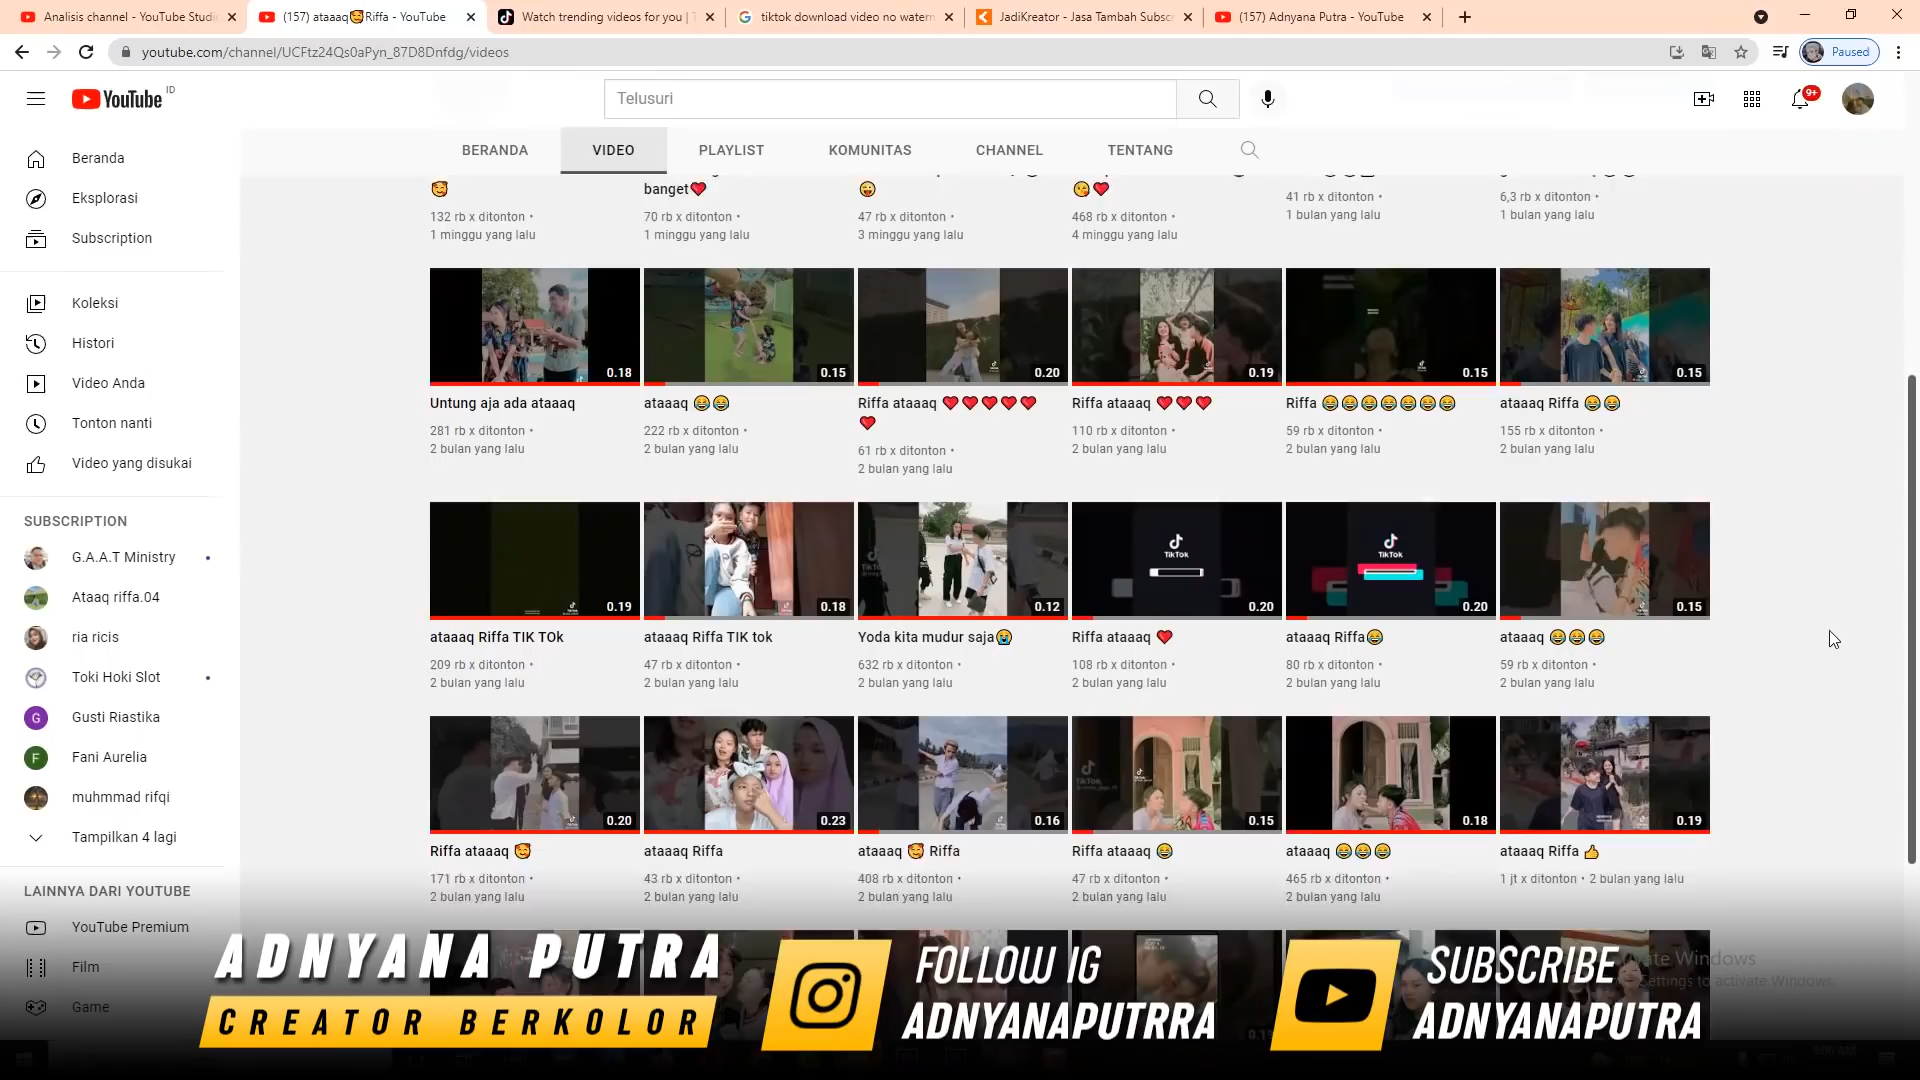 Analisis channel - YouTube Studi
(157) ataaaq🥰Riffa - YouTube
Watch trending videos for you | T
tiktok download video no watern
JadiKreator - Jasa Tambah Subscr
(157) Adnyana Putra - YouTube
youtube.com/channel/UCFtz24Qs0aPyn_87D8Dnfdg/videos
Paused
YouTube ID
Telusuri
9+
BERANDA VIDEO PLAYLIST KOMUNITAS CHANNEL TENTANG
Beranda
Eksplorasi
Subscription
Koleksi
Histori
Video Anda
Tonton nanti
Video yang disukai
SUBSCRIPTION
G.A.A.T Ministry
Ataaq riffa.04
ria ricis
Toki Hoki Slot
Gusti Riastika
Fani Aurelia
muhmmad rifqi
Tampilkan 4 lagi
LAINNYA DARI YOUTUBE
YouTube Premium
Film
Game
🥰
132 rb x ditonton •
1 minggu yang lalu
banget❤️
70 rb x ditonton •
1 minggu yang lalu
😜
47 rb x ditonton •
3 minggu yang lalu
😘❤️
468 rb x ditonton •
4 minggu yang lalu
41 rb x ditonton •
1 bulan yang lalu
6,3 rb x ditonton •
1 bulan yang lalu
0.18
Untung aja ada ataaaq
281 rb x ditonton •
2 bulan yang lalu
0.15
ataaaq 😂😂
222 rb x ditonton •
2 bulan yang lalu
0.20
Riffa ataaaq ❤️❤️❤️❤️❤️
❤️
61 rb x ditonton •
2 bulan yang lalu
0.19
Riffa ataaaq ❤️❤️❤️
110 rb x ditonton •
2 bulan yang lalu
0.15
Riffa 😂😂😂😂😂😂😂
59 rb x ditonton •
2 bulan yang lalu
0.15
ataaaq Riffa 😂😂
155 rb x ditonton •
2 bulan yang lalu
0.19
ataaaq Riffa TIK TOk
209 rb x ditonton •
2 bulan yang lalu
0.18
ataaaq Riffa TIK tok
47 rb x ditonton •
2 bulan yang lalu
0.12
Yoda kita mudur saja😭
632 rb x ditonton •
2 bulan yang lalu
TikTok
0.20
Riffa ataaaq ❤️
108 rb x ditonton •
2 bulan yang lalu
TikTok
0.20
ataaaq Riffa😂
80 rb x ditonton •
2 bulan yang lalu
0.15
ataaaq 😂😂😂
59 rb x ditonton •
2 bulan yang lalu
0.20
Riffa ataaaq 🥰
171 rb x ditonton •
2 bulan yang lalu
0.23
ataaaq Riffa
43 rb x ditonton •
2 bulan yang lalu
0.16
ataaaq 🥰 Riffa
408 rb x ditonton •
2 bulan yang lalu
TikTok
0.15
Riffa ataaaq 😂
47 rb x ditonton •
2 bulan yang lalu
0.18
ataaaq 😂😂😂
465 rb x ditonton •
2 bulan yang lalu
0.19
ataaaq Riffa 👍
1 jt x ditonton • 2 bulan yang lalu
ADNYANA PUTRA
CREATOR BERKOLOR
FOLLOW IG
ADNYANAPUTRRA
SUBSCRIBE
ADNYANAPUTRA
Windows
Settings to activate Windows.